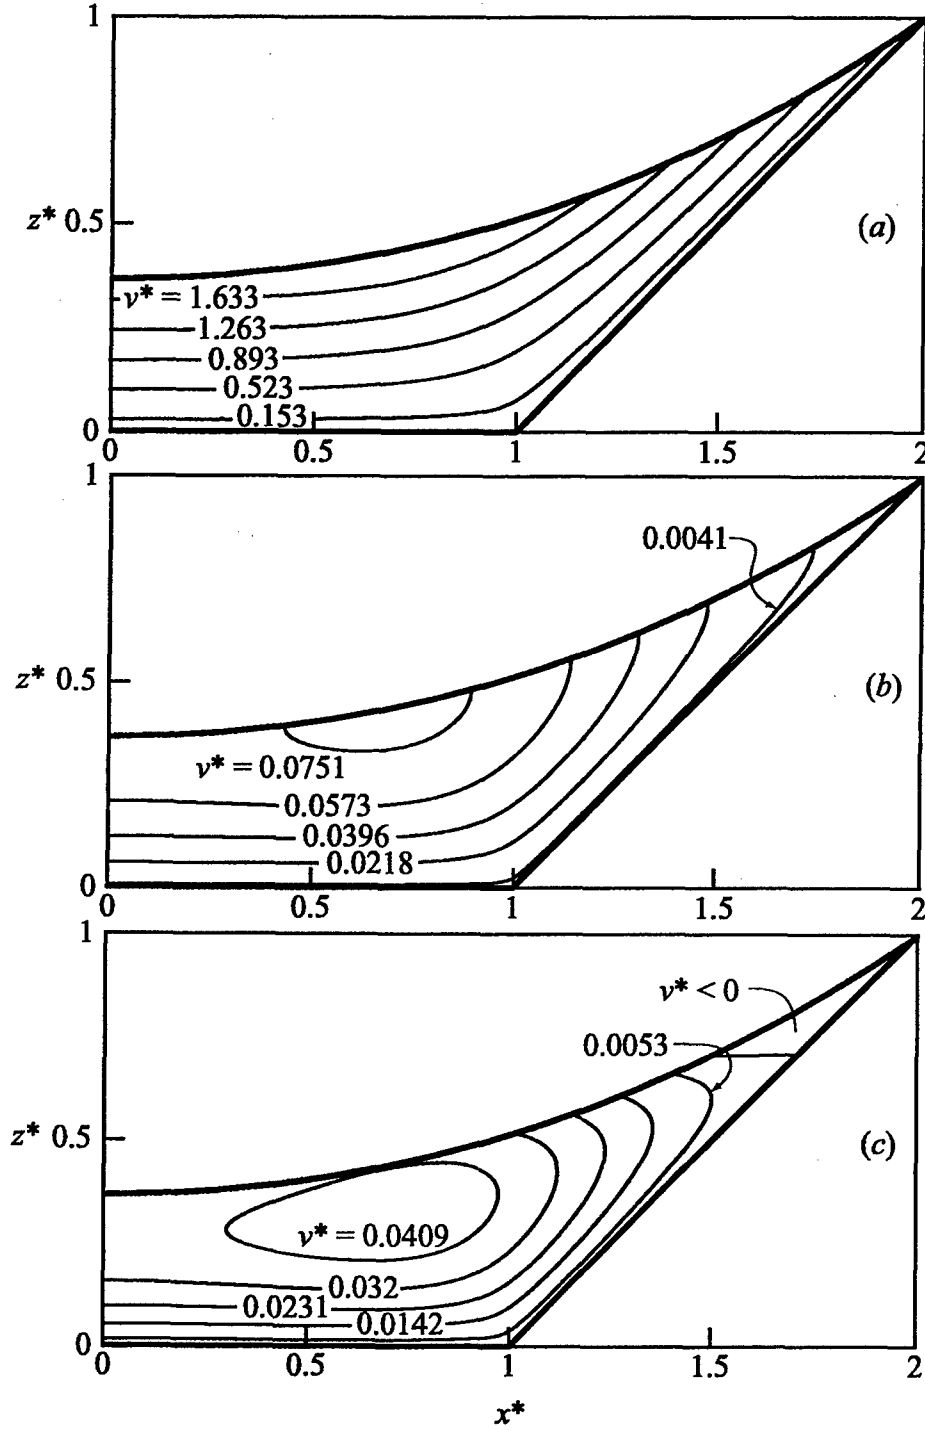 1
z* 0.5
(a)
v* = 1.633
1.263
0.893
0.523
0.153
0
0 0.5 1 1.5 2
1
0.0041
z* 0.5
(b)
v* = 0.0751
0.0573
0.0396
0.0218
0
0 0.5 1 1.5 2
1
v* < 0
0.0053
z* 0.5
(c)
v* = 0.0409
0.032
0.0231
0.0142
0
0 0.5 1 1.5 2
x*